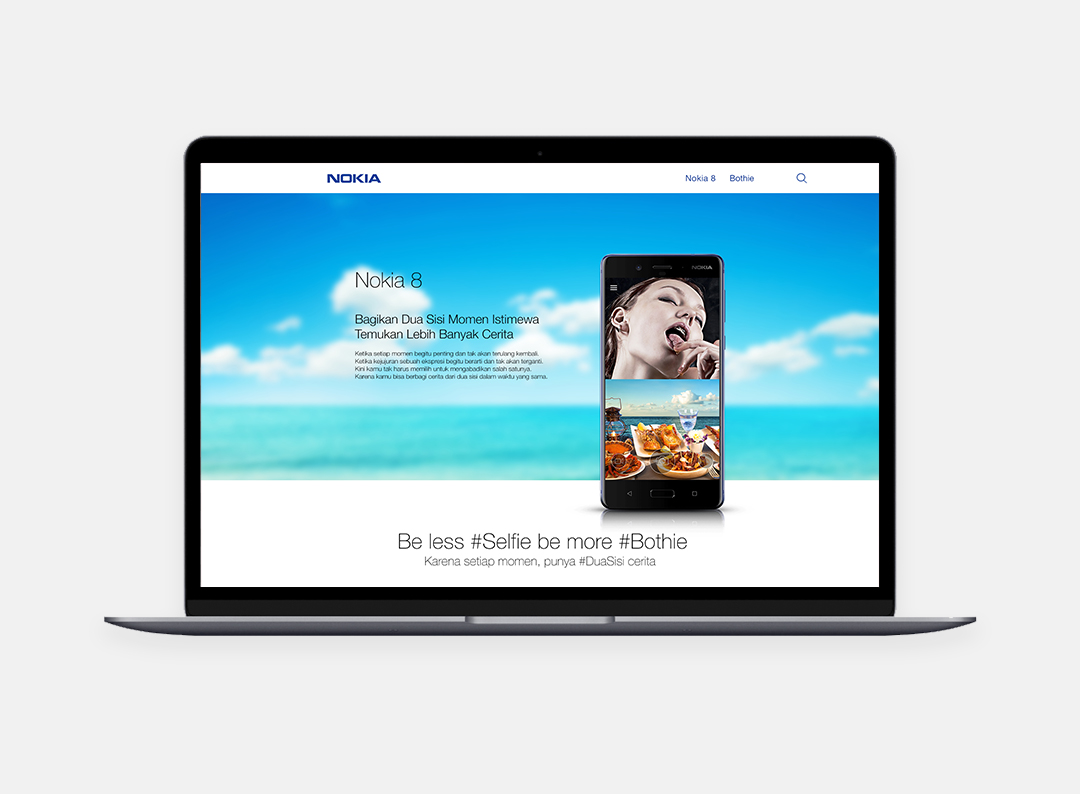 NOKIA
Nokia 8 Bothie
Nokia 8
NOKIA
Bagikan Dua Sisi Momen Istimewa
Temukan Lebih Banyak Cerita
Ketika setiap momen begitu penting dan tak akan terulang kembali.
Ketika kejujuran sebuah ekspresi begitu berarti dan tak akan terganti.
Kini kamu tak harus memilih untuk mengabadikan salah satunya.
Karena kamu bisa berbagi cerita dari dua sisi dalam waktu yang sama.
Be less #Selfie be more #Bothie
Karena setiap momen, punya #DuaSisi cerita